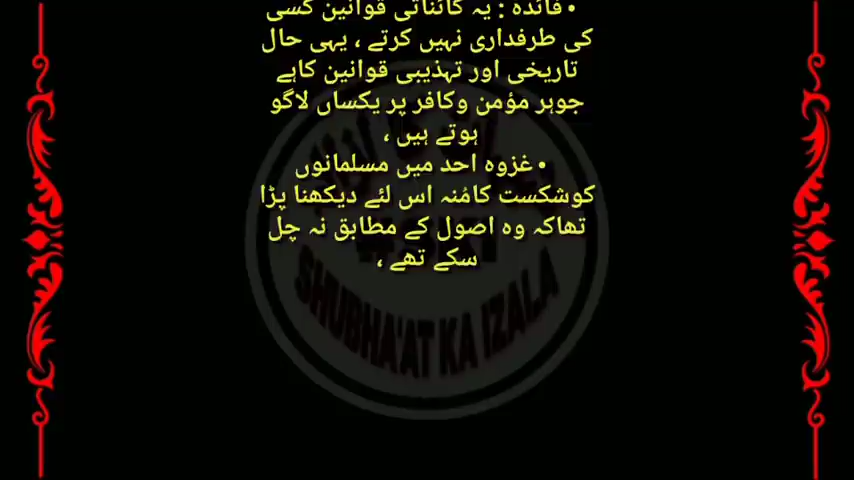 • فائدہ : یہ کائناتی قوانین کسی
کی طرفداری نہیں کرتے ، یہی حال
تاریخی اور تہذیبی قوانین کاہے
جوہر مؤمن وکافر پر یکساں لاگو
ہوتے ہیں ،
• غزوہ احد میں مسلمانوں
کوشکست کامُنہ اس لئے دیکھنا پڑا
تھاکہ وہ اصول کے مطابق نہ چل
سکے تھے ،
SHUBHA'AT KA IZALA